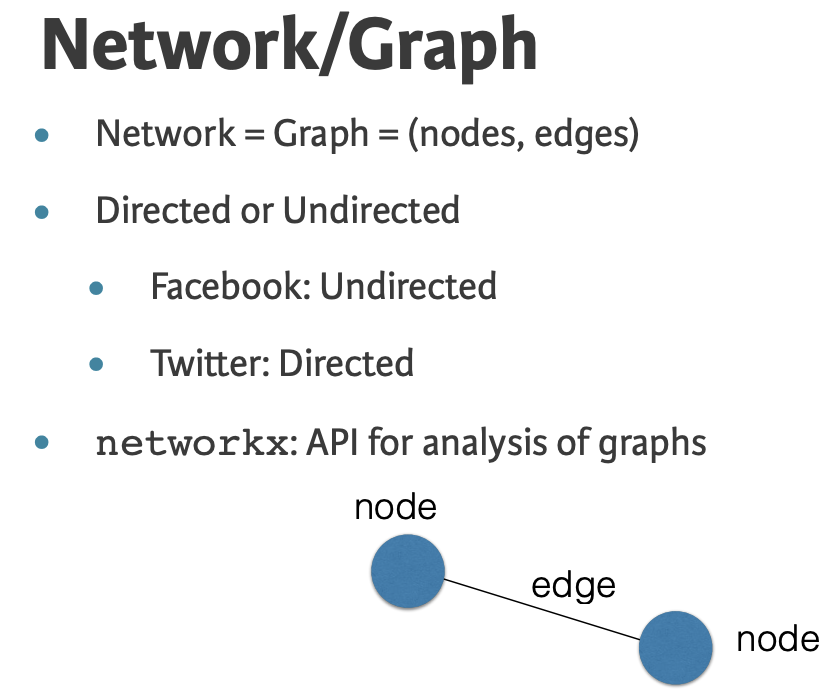 Network/Graph
• Network = Graph = (nodes, edges)
• Directed or Undirected
• Facebook: Undirected
• Twitter: Directed
• networkx: API for analysis of graphs
node
edge
node